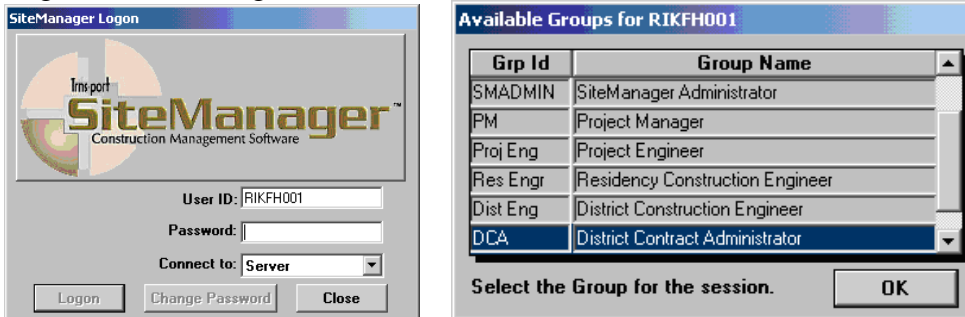 SiteManager Logon
Trns·port
SiteManager™
Construction Management Software
User ID: RIKFH001
Password:
Connect to: Server
Logon Change Password Close
Available Groups for RIKFH001
Grp Id Group Name
SMADMIN SiteManager Administrator
PM Project Manager
Proj Eng Project Engineer
Res Engr Residency Construction Engineer
Dist Eng District Construction Engineer
DCA District Contract Administrator
Select the Group for the session. OK